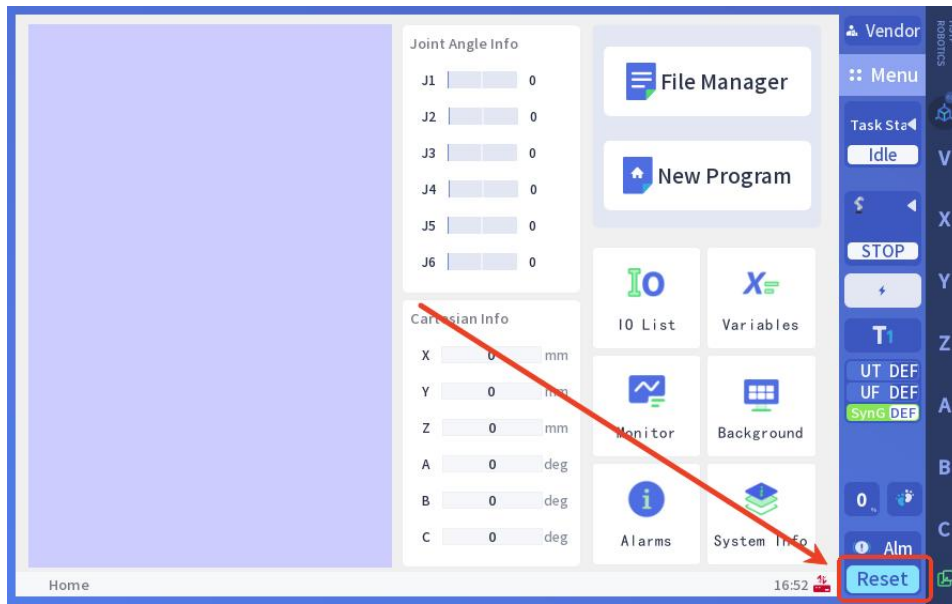 Joint Angle Info
J1 0
J2 0
J3 0
J4 0
J5 0
J6 0
Cartesian Info
X 0 mm
Y 0 mm
Z 0 mm
A 0 deg
B 0 deg
C 0 deg
File Manager
New Program
IO
IO List
X=
Variables
Monitor
Background
Alarms
System Info
Home
16:52
Vendor
Menu
Task Sta
Idle
STOP
T1
UT DEF
UF DEF
SynG DEF
0
Alm
Reset
ROBOTICS
V
X
Y
Z
A
B
C